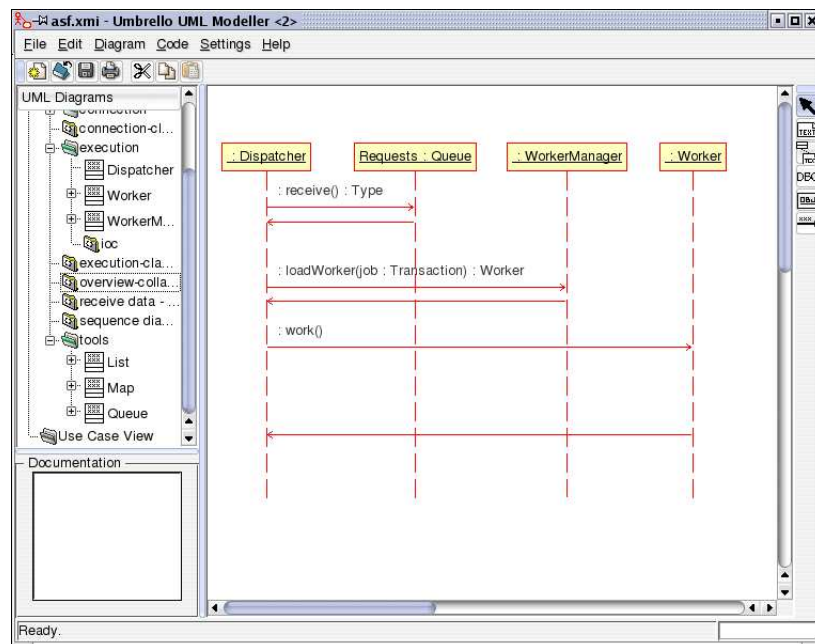 asf.xmi - Umbrello UML Modeller <2>
File Edit Diagram Code Settings Help
UML Diagrams
connection
connection-cl...
execution
Dispatcher
Worker
WorkerM...
ioc
execution-cla...
overview-colla...
receive data - ...
sequence dia...
tools
List
Map
Queue
Use Case View
Documentation
: Dispatcher
Requests : Queue
: WorkerManager
: Worker
: receive() : Type
: loadWorker(job : Transaction) : Worker
: work()
TEXT
Ready.